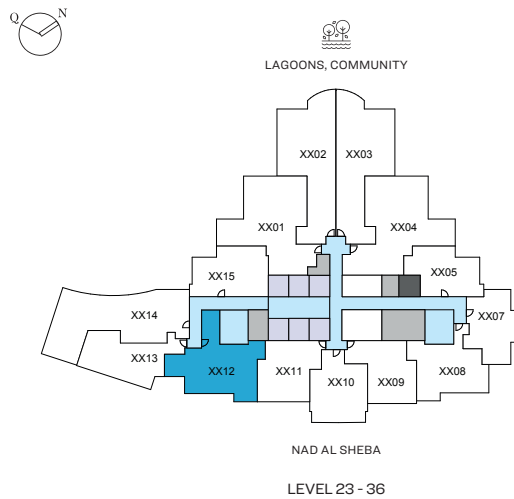 Q N
LAGOONS, COMMUNITY
XX02 XX03
XX01 XX04
XX15 XX05
XX14 XX07
XX13 XX12 XX11 XX10 XX09 XX08
NAD AL SHEBA
LEVEL 23 - 36